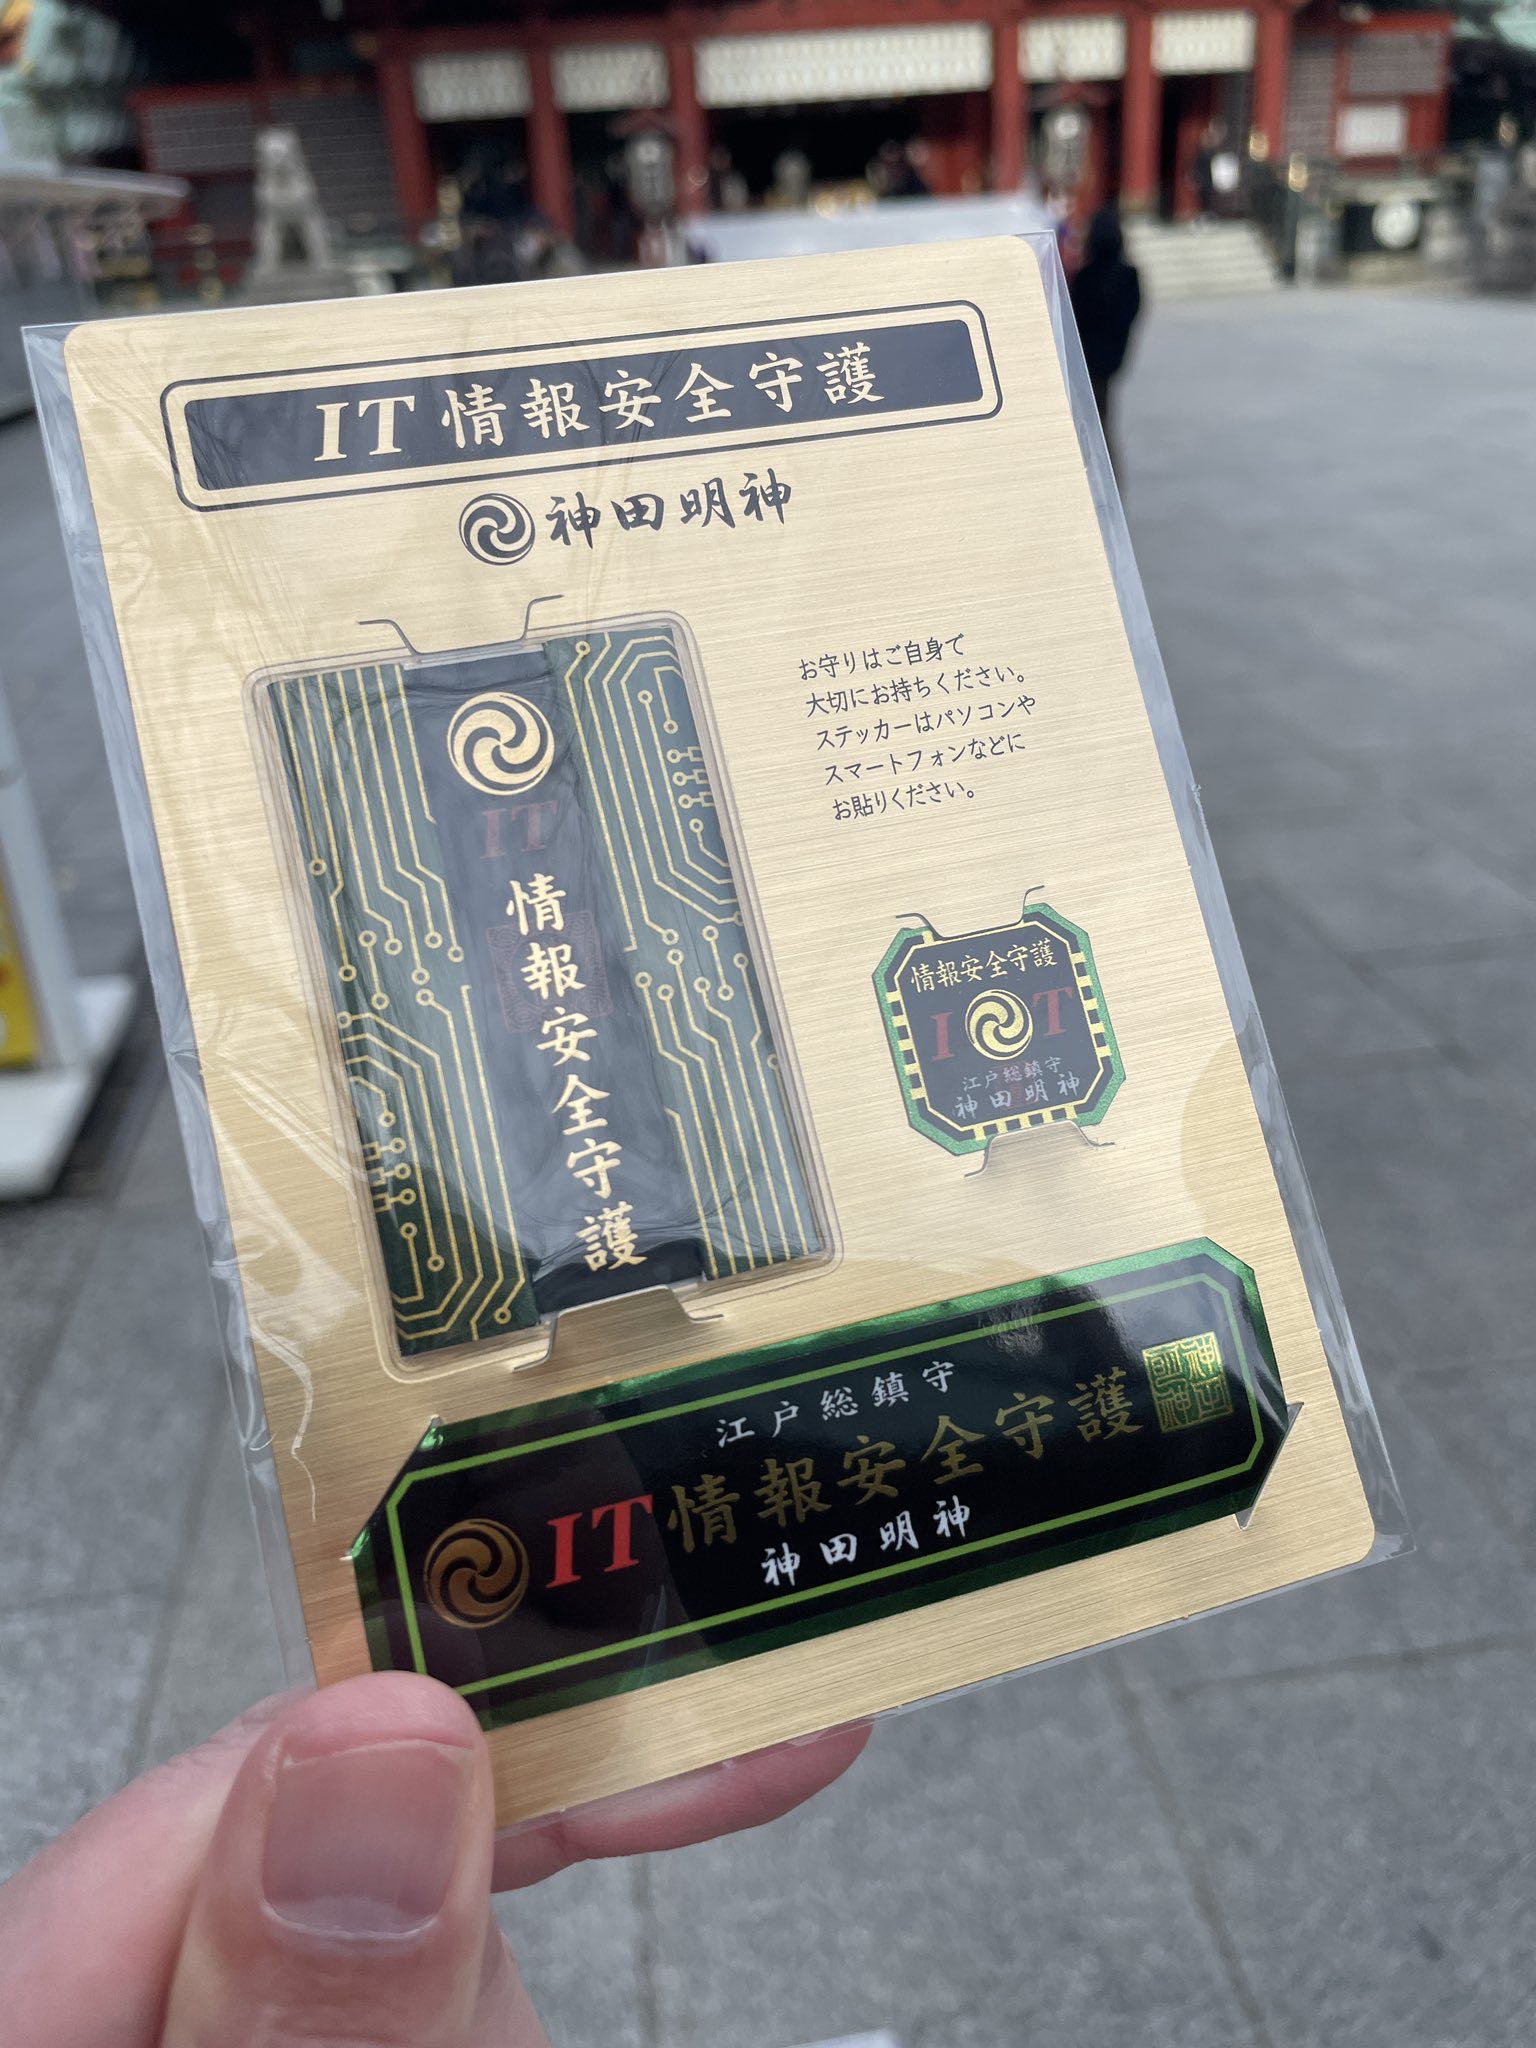 IT情報安全守護
神田明神
お守りはご自身で
大切にお持ちください。
ステッカーはパソコンや
スマートフォンなどに
お貼りください。
IT
情報安全守護
情報安全守護
IT
江戸総鎮守
神田明神
江戸総鎮守
IT情報安全守護
神田明神
神田明神